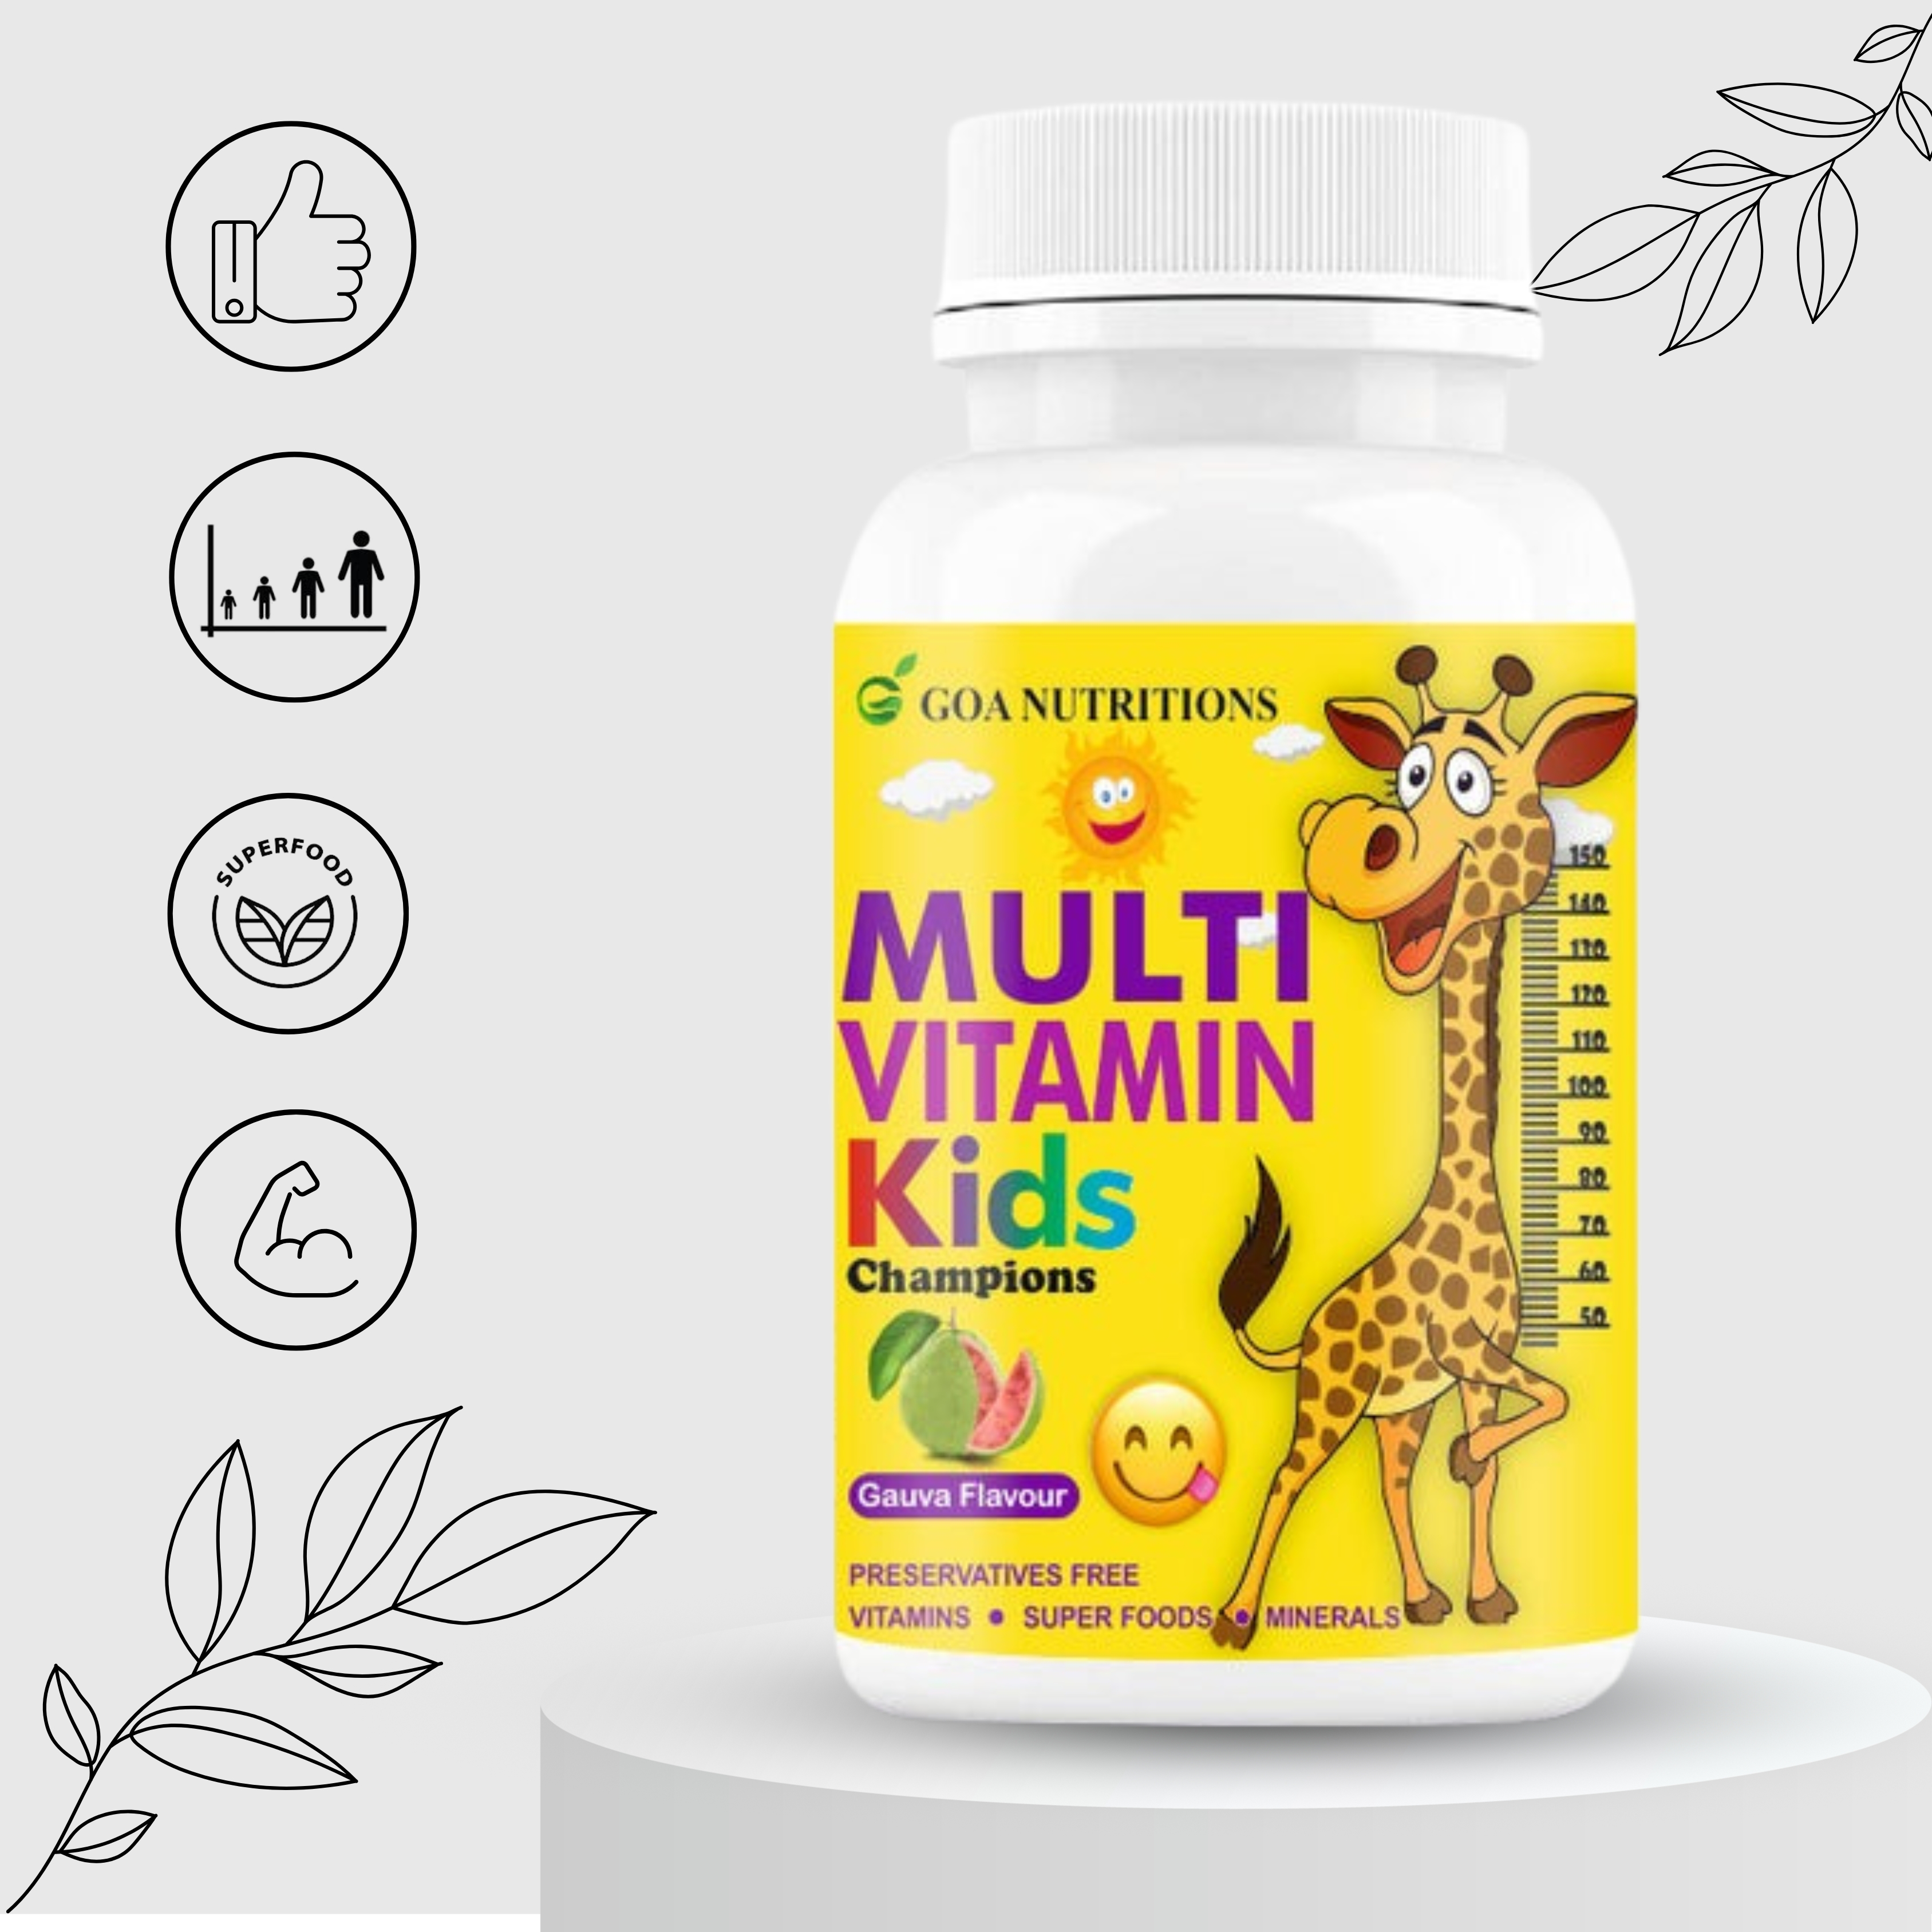 SUPERFOOD
GOA NUTRITIONS
MULTI
VITAMIN
Kids
Champions
Gauva Flavour
PRESERVATIVES FREE
VITAMINS ● SUPER FOODS ● MINERALS
150
140
130
120
110
100
90
80
70
60
50